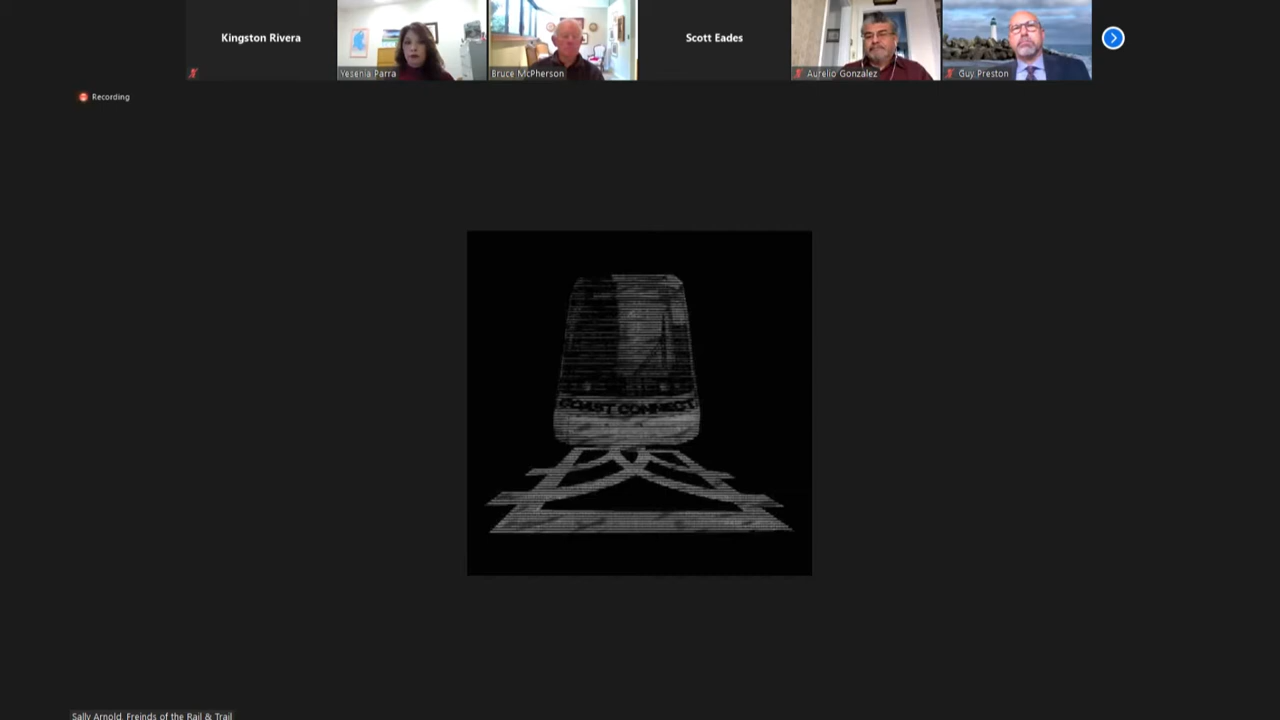 Kingston Rivera
Yesenia Parra
Bruce McPherson
Scott Eades
Aurelio Gonzalez
Guy Preston
Recording
COAST CONNECT
Sally Arnold, Freinds of the Rail & Trail